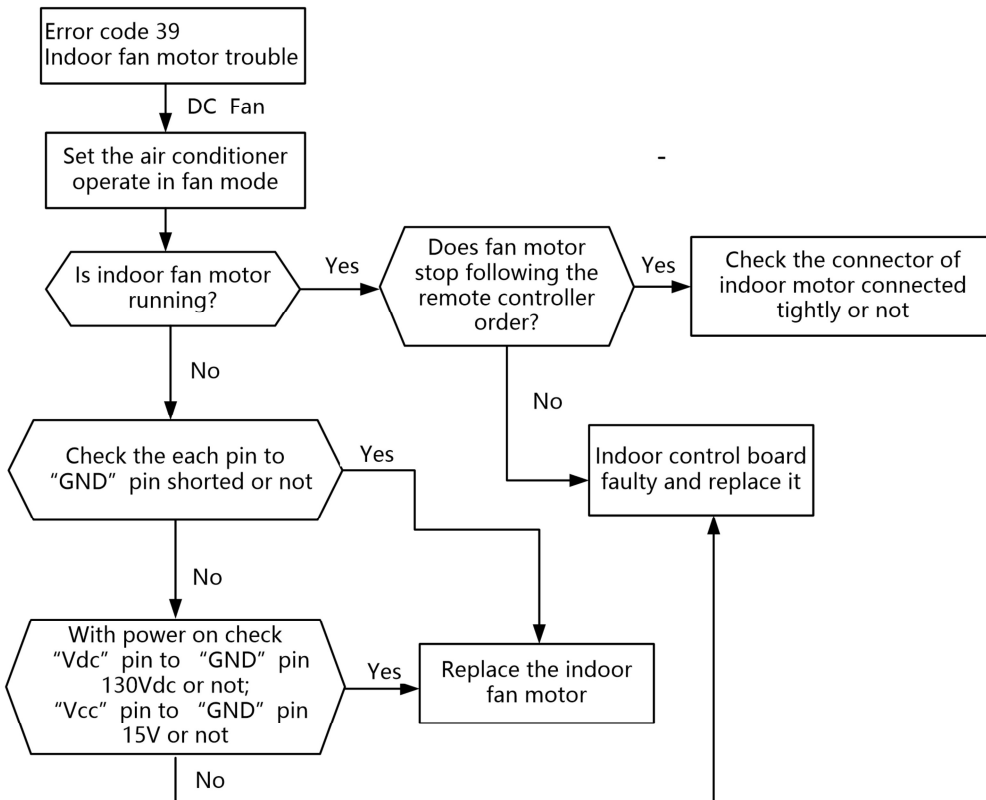 Error code 39
Indoor fan motor trouble
DC Fan
Set the air conditioner
operate in fan mode
Is indoor fan motor
running?
Yes
Does fan motor
stop following the
remote controller
order?
Yes
Check the connector of
indoor motor connected
tightly or not
No
No
Indoor control board
faulty and replace it
Check the each pin to
“GND” pin shorted or not
Yes
No
With power on check
“Vdc” pin to “GND” pin
130Vdc or not;
“Vcc” pin to “GND” pin
15V or not
Yes
Replace the indoor
fan motor
No